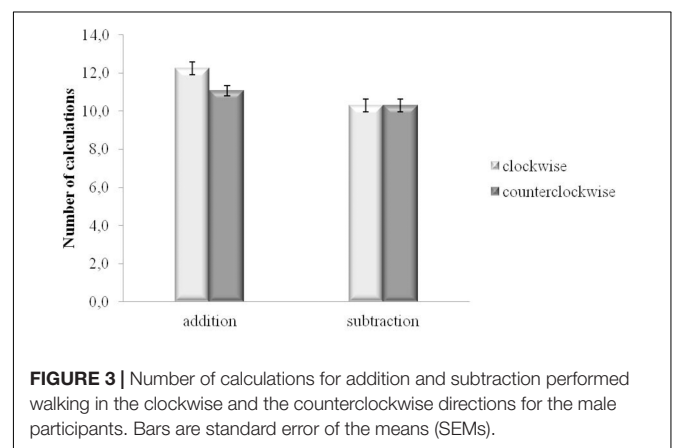 14,0
12,0
10,0
8,0
6,0
4,0
2,0
0,0
Number of calculations
addition
subtraction
clockwise
counterclockwise
FIGURE 3 | Number of calculations for addition and subtraction performed
walking in the clockwise and the counterclockwise directions for the male
participants. Bars are standard error of the means (SEMs).